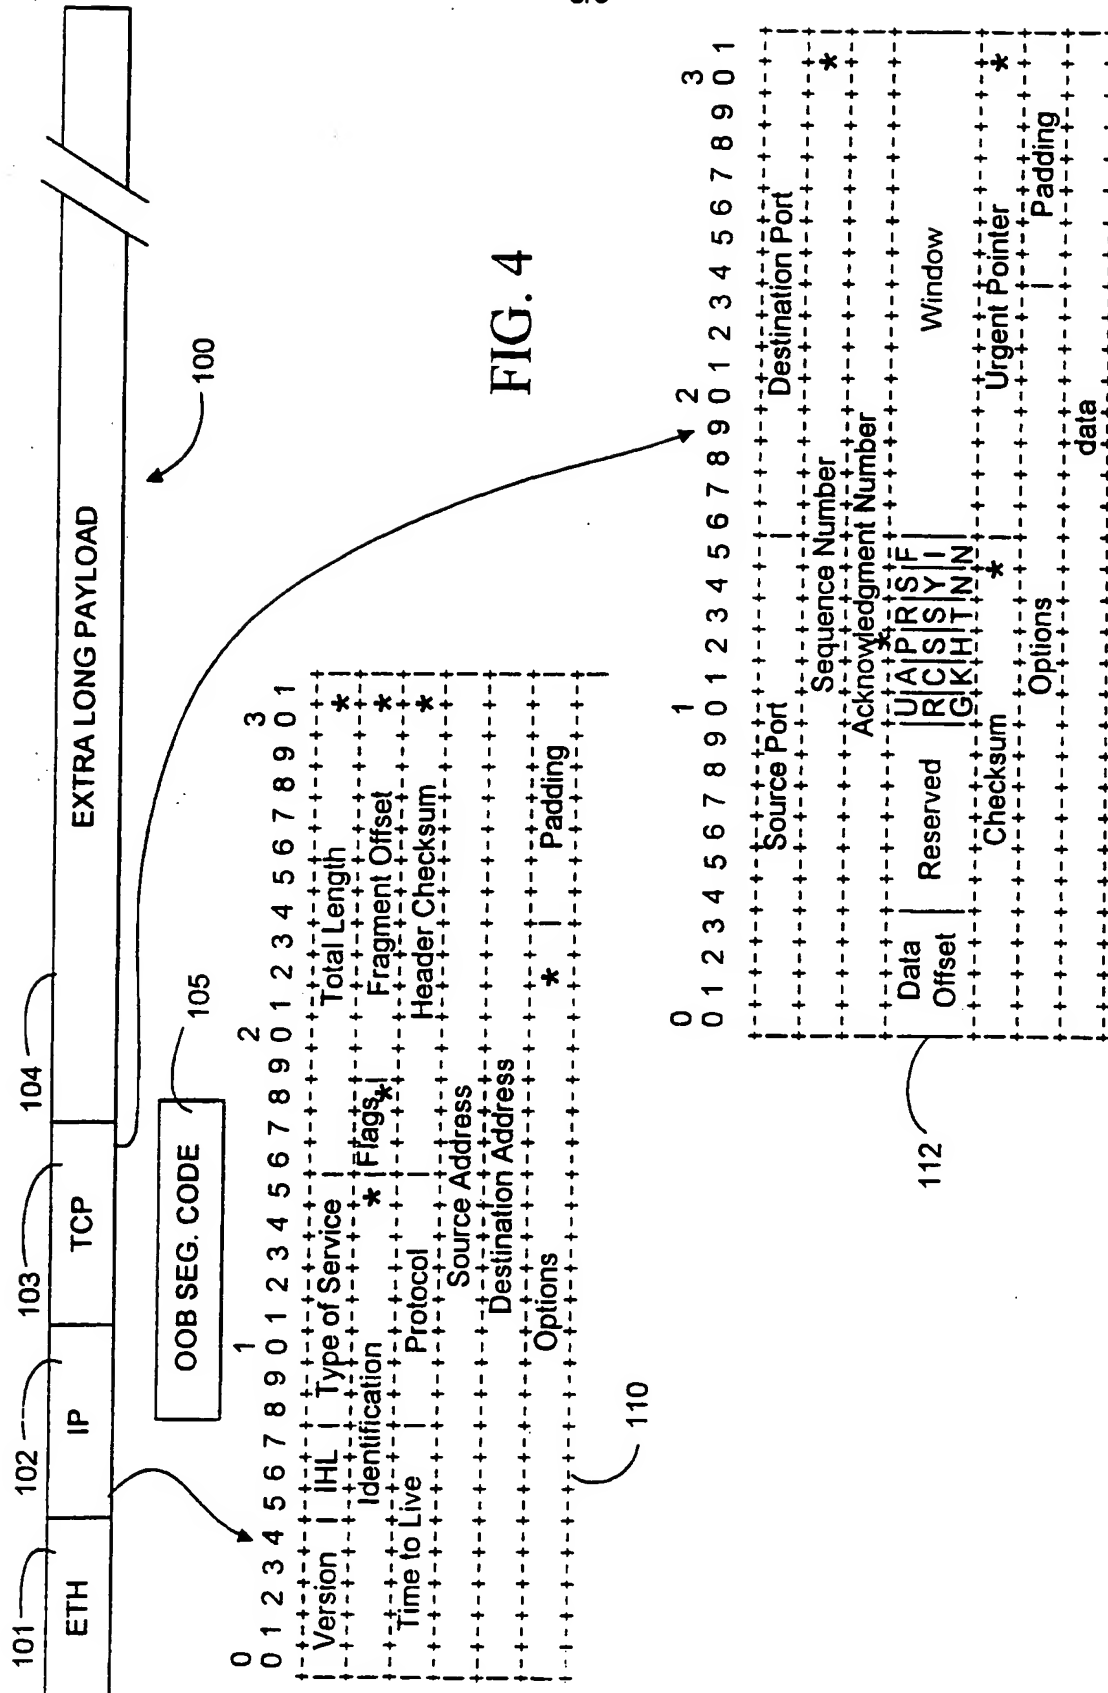 101 102 103 104
ETH IP TCP EXTRA LONG PAYLOAD
100
OOB SEG. CODE
105
FIG. 4
0 1 2 3
0 1 2 3 4 5 6 7 8 9 0 1 2 3 4 5 6 7 8 9 0 1 2 3 4 5 6 7 8 9 0 1
Version | IHL | Type of Service | Total Length *
Identification * | Flags * | Fragment Offset *
Time to Live | Protocol | Header Checksum *
Source Address
Destination Address
Options * | Padding
110
0 1 2 3
0 1 2 3 4 5 6 7 8 9 0 1 2 3 4 5 6 7 8 9 0 1 2 3 4 5 6 7 8 9 0 1
Source Port | Destination Port
Sequence Number *
Acknowledgment Number *
Data | Reserved |U|A|P|R|S|F| Window
Offset |R|C|S|S|Y|I|
|G|K|H|T|N|N|
Checksum * | Urgent Pointer *
Options | Padding
data
112